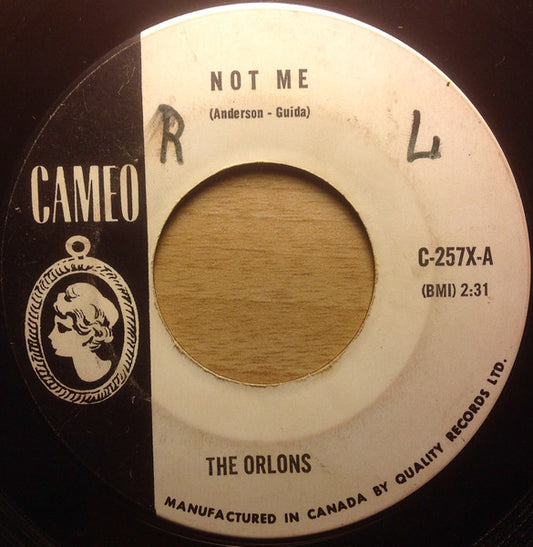 NOT ME
(Anderson - Guida)
R L
CAMEO
C-257X-A
(BMI) 2:31
THE ORLONS
MANUFACTURED IN CANADA BY QUALITY RECORDS LTD.